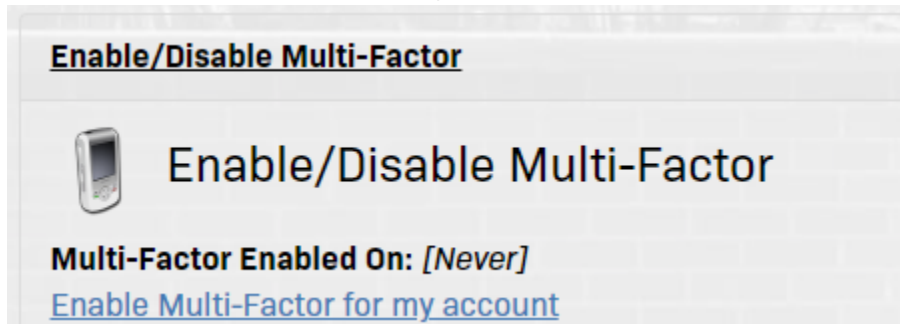 Enable/Disable Multi-Factor
Enable/Disable Multi-Factor
Multi-Factor Enabled On: [Never]
Enable Multi-Factor for my account